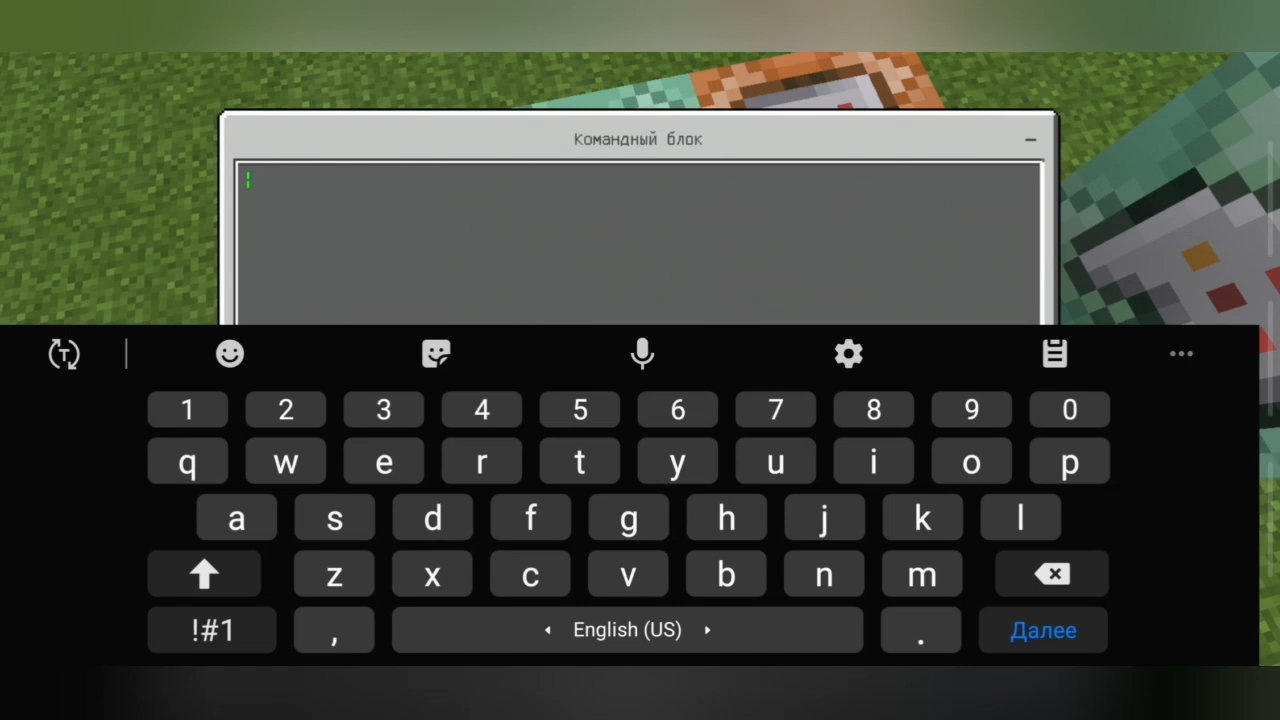 Командный блок
T
1 2 3 4 5 6 7 8 9 0
q w e r t y u i o p
a s d f g h j k l
z x c v b n m
!#1 , English (US) . Далее